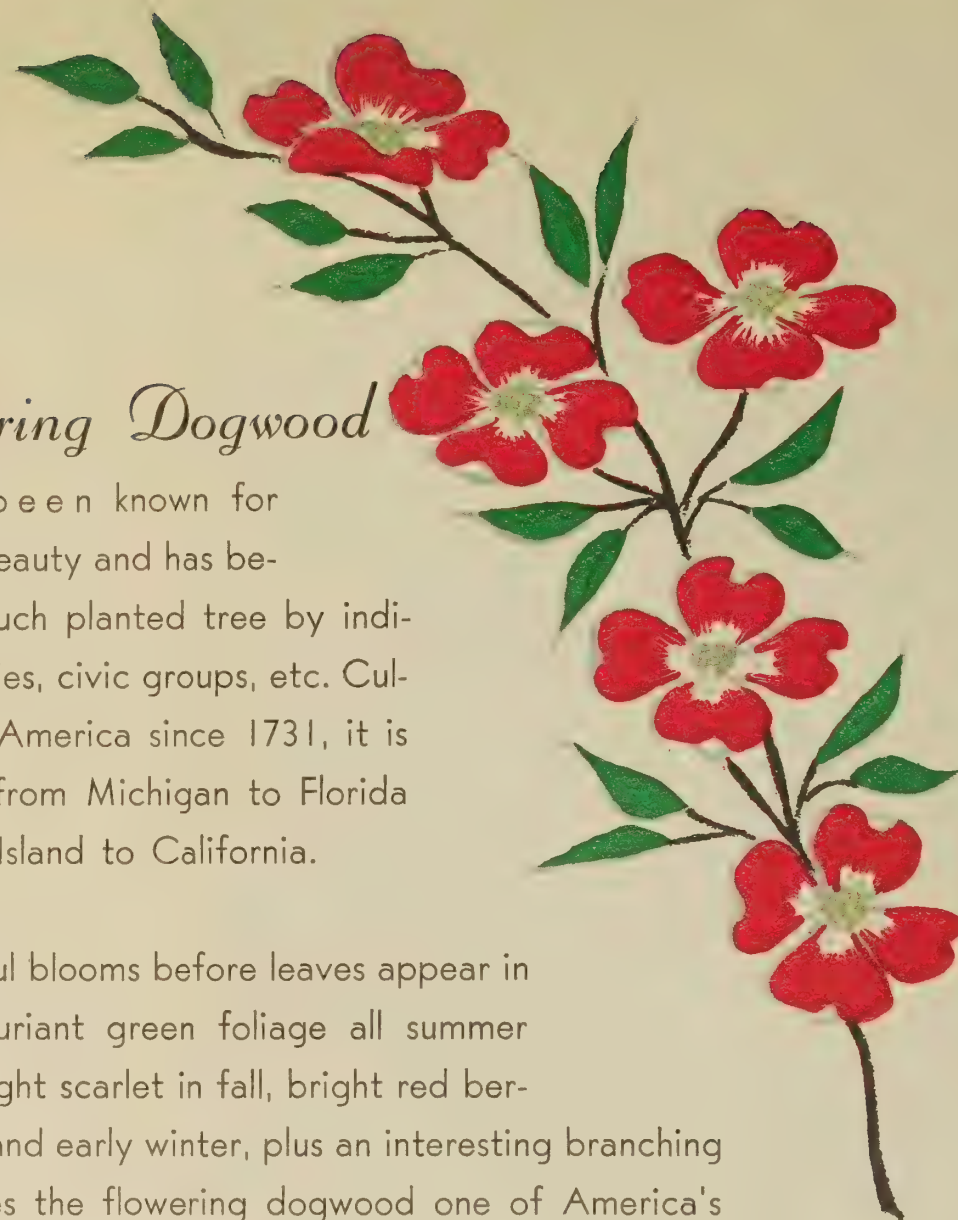 ring Dogwood
been known for
eauty and has be-
uch planted tree by indi-
es, civic groups, etc. Cul-
America since 1731, it is
from Michigan to Florida
Island to California.
ul blooms before leaves appear in
uriant green foliage all summer
ght scarlet in fall, bright red ber-
and early winter, plus an interesting branching
es the flowering dogwood one of America's